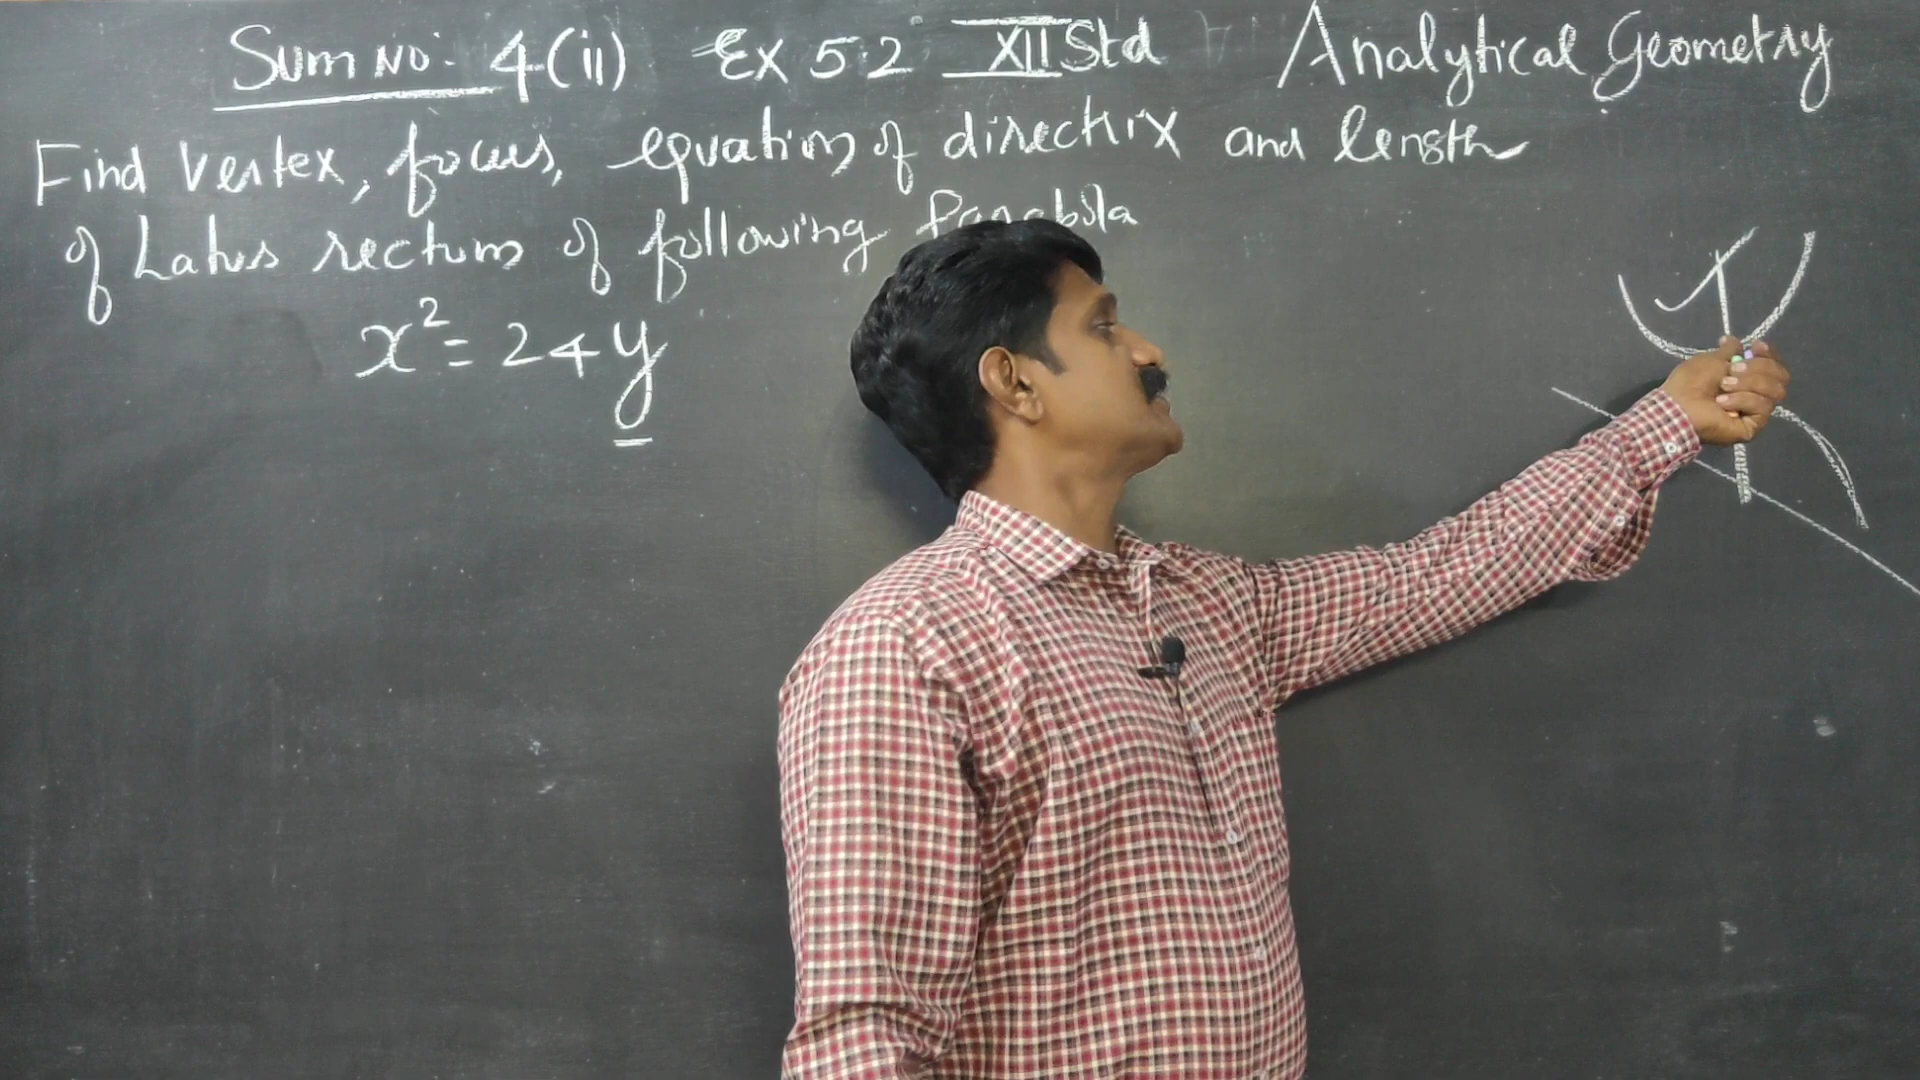 Sum No: 4(ii) Ex 5.2 XII Std Analytical Geometry
Find Vertex, focus, equation of directrix and length
of Latus rectum of following Parabola
x² = 24y